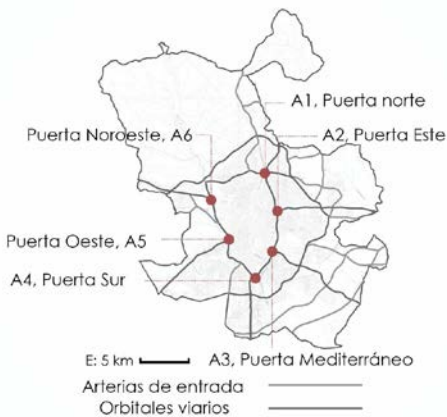 A1, Puerta norte
Puerta Noroeste, A6
A2, Puerta Este
Puerta Oeste, A5
A4, Puerta Sur
E: 5 km
A3, Puerta Mediterráneo
Arterias de entrada
Orbitales viarios